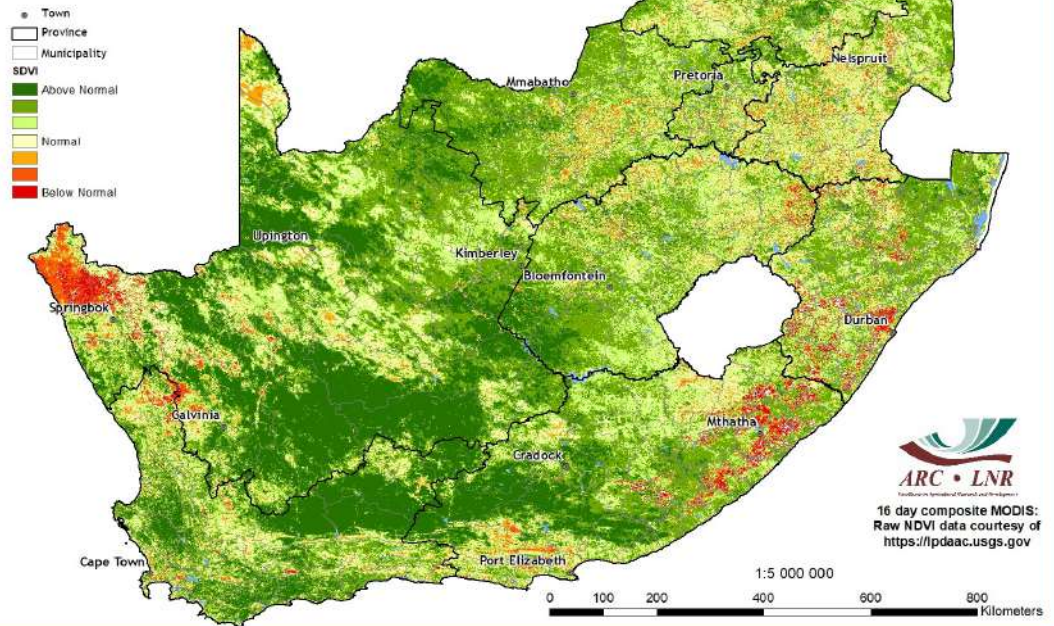 Town
Province
Municipality
SDVI
Above Normal
Normal
Below Normal
Nelspruit
Pretoria
Mmabatho
Upington
Kimberley
Bloemfontein
Springbok
Durban
Calvinia
Mthatha
Cradock
Cape Town
Port Elizabeth
ARC • LNR
16 day composite MODIS:
Raw NDVI data courtesy of
https://lpdaac.usgs.gov
1:5 000 000
0 100 200 400 600 800
Kilometers